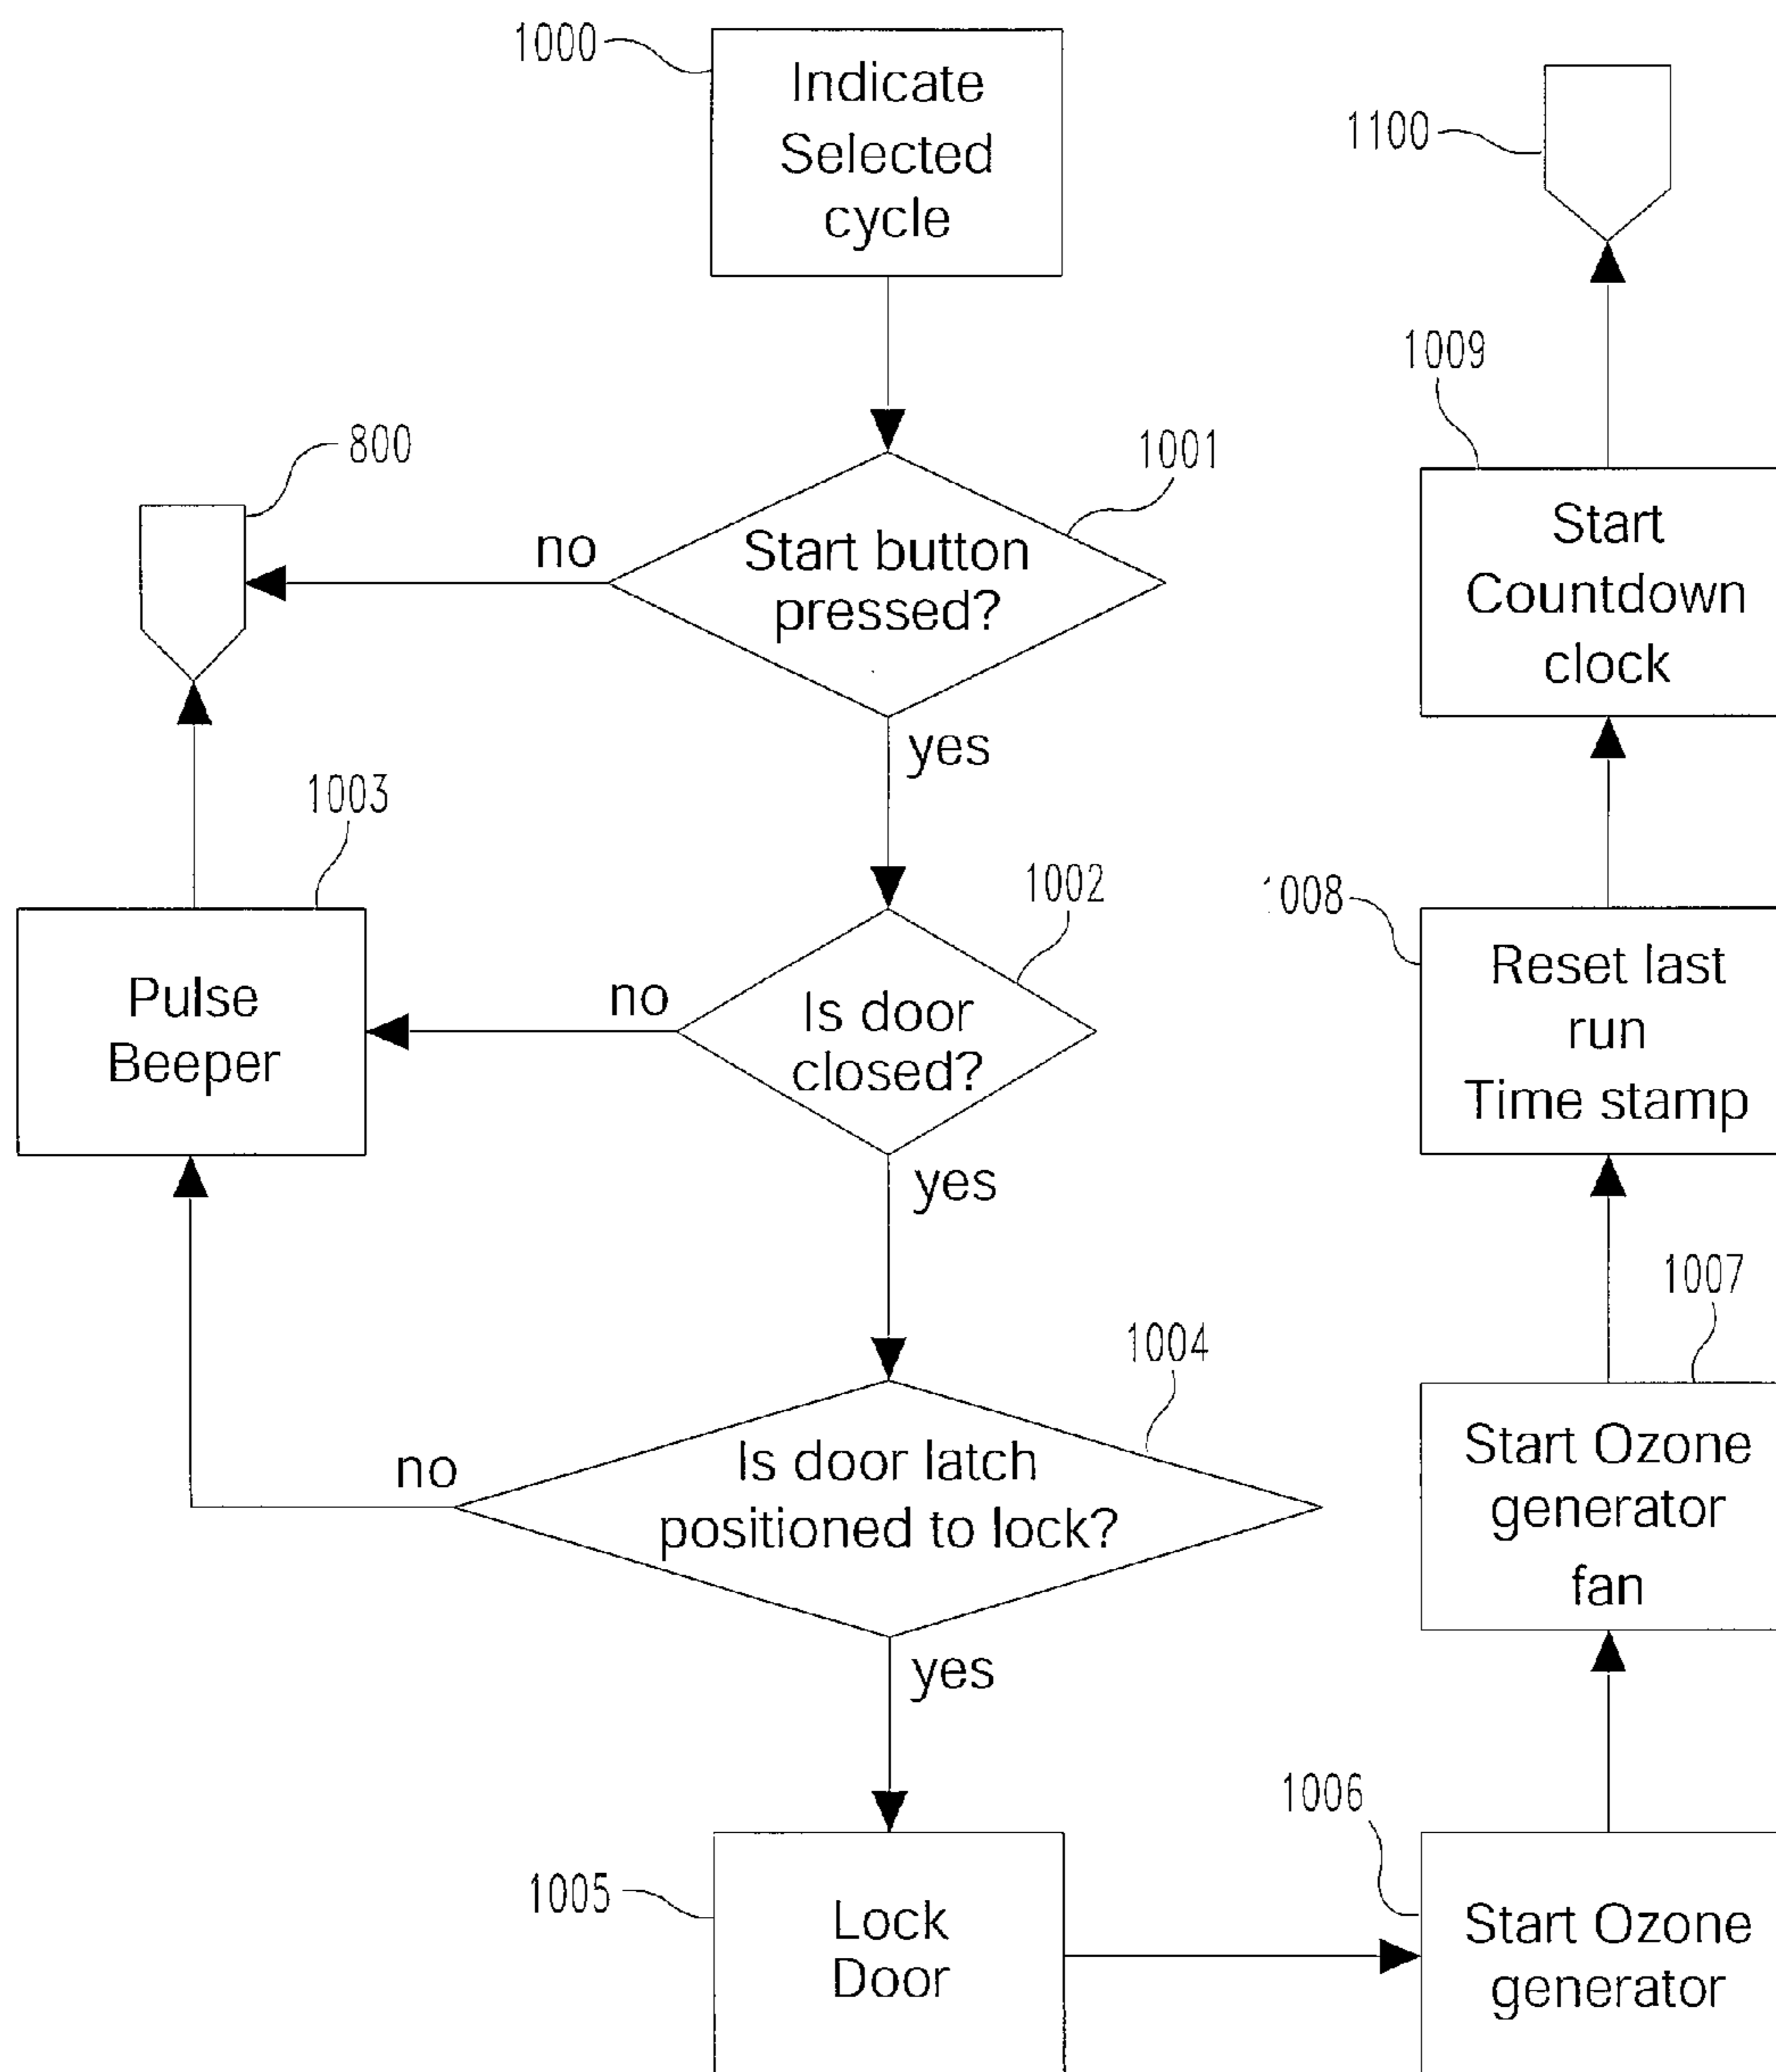 1000
Indicate
Selected
cycle
1100
1009
800
1001
no
Start button
pressed?
Start
Countdown
clock
yes
1003
1002
1008
Pulse
Beeper
no
Is door
closed?
Reset last
run
Time stamp
yes
1007
1004
no
Is door latch
positioned to lock?
Start Ozone
generator
fan
yes
1006
1005
Lock
Door
Start Ozone
generator